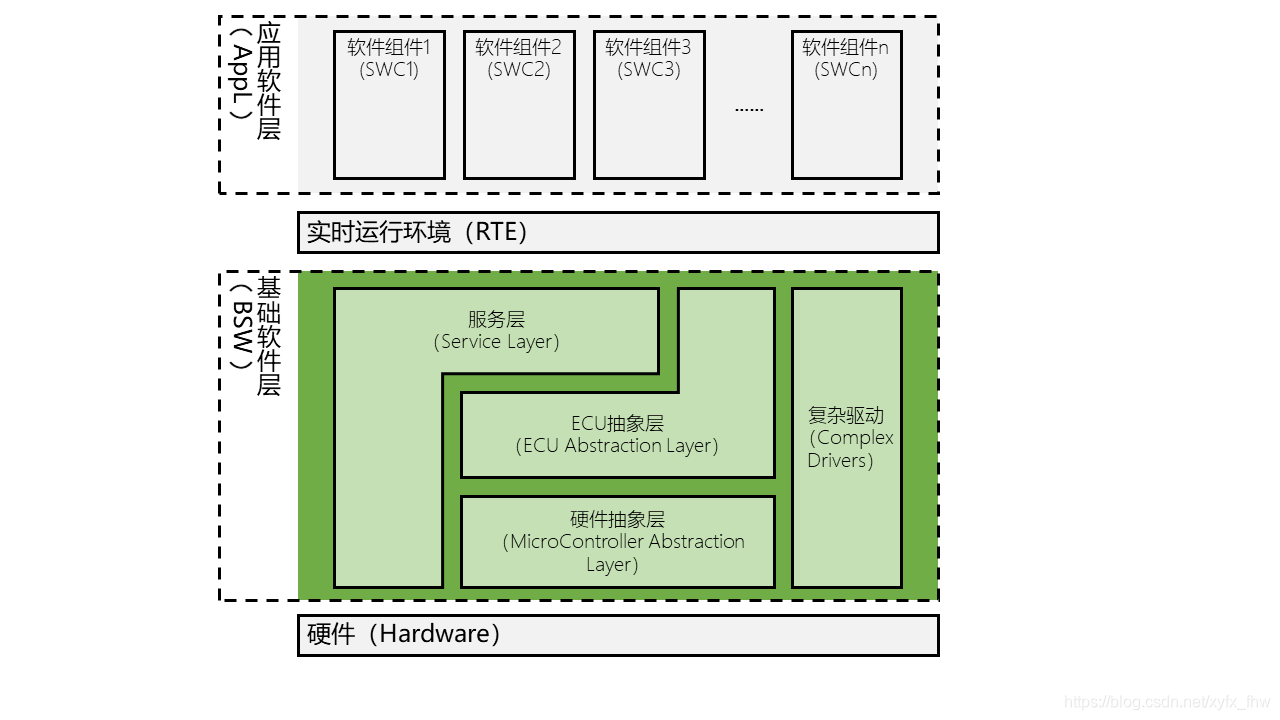 应用软件层
（AppL）
软件组件1
(SWC1)
软件组件2
(SWC2)
软件组件3
(SWC3)
......
软件组件n
(SWCn)
实时运行环境（RTE）
基础软件层
（BSW）
服务层
（Service Layer）
ECU抽象层
（ECU Abstraction Layer）
硬件抽象层
（MicroController Abstraction
Layer）
复杂驱动
（Complex
Drivers）
硬件（Hardware）
https://blog.csdn.net/xyfx_fhw